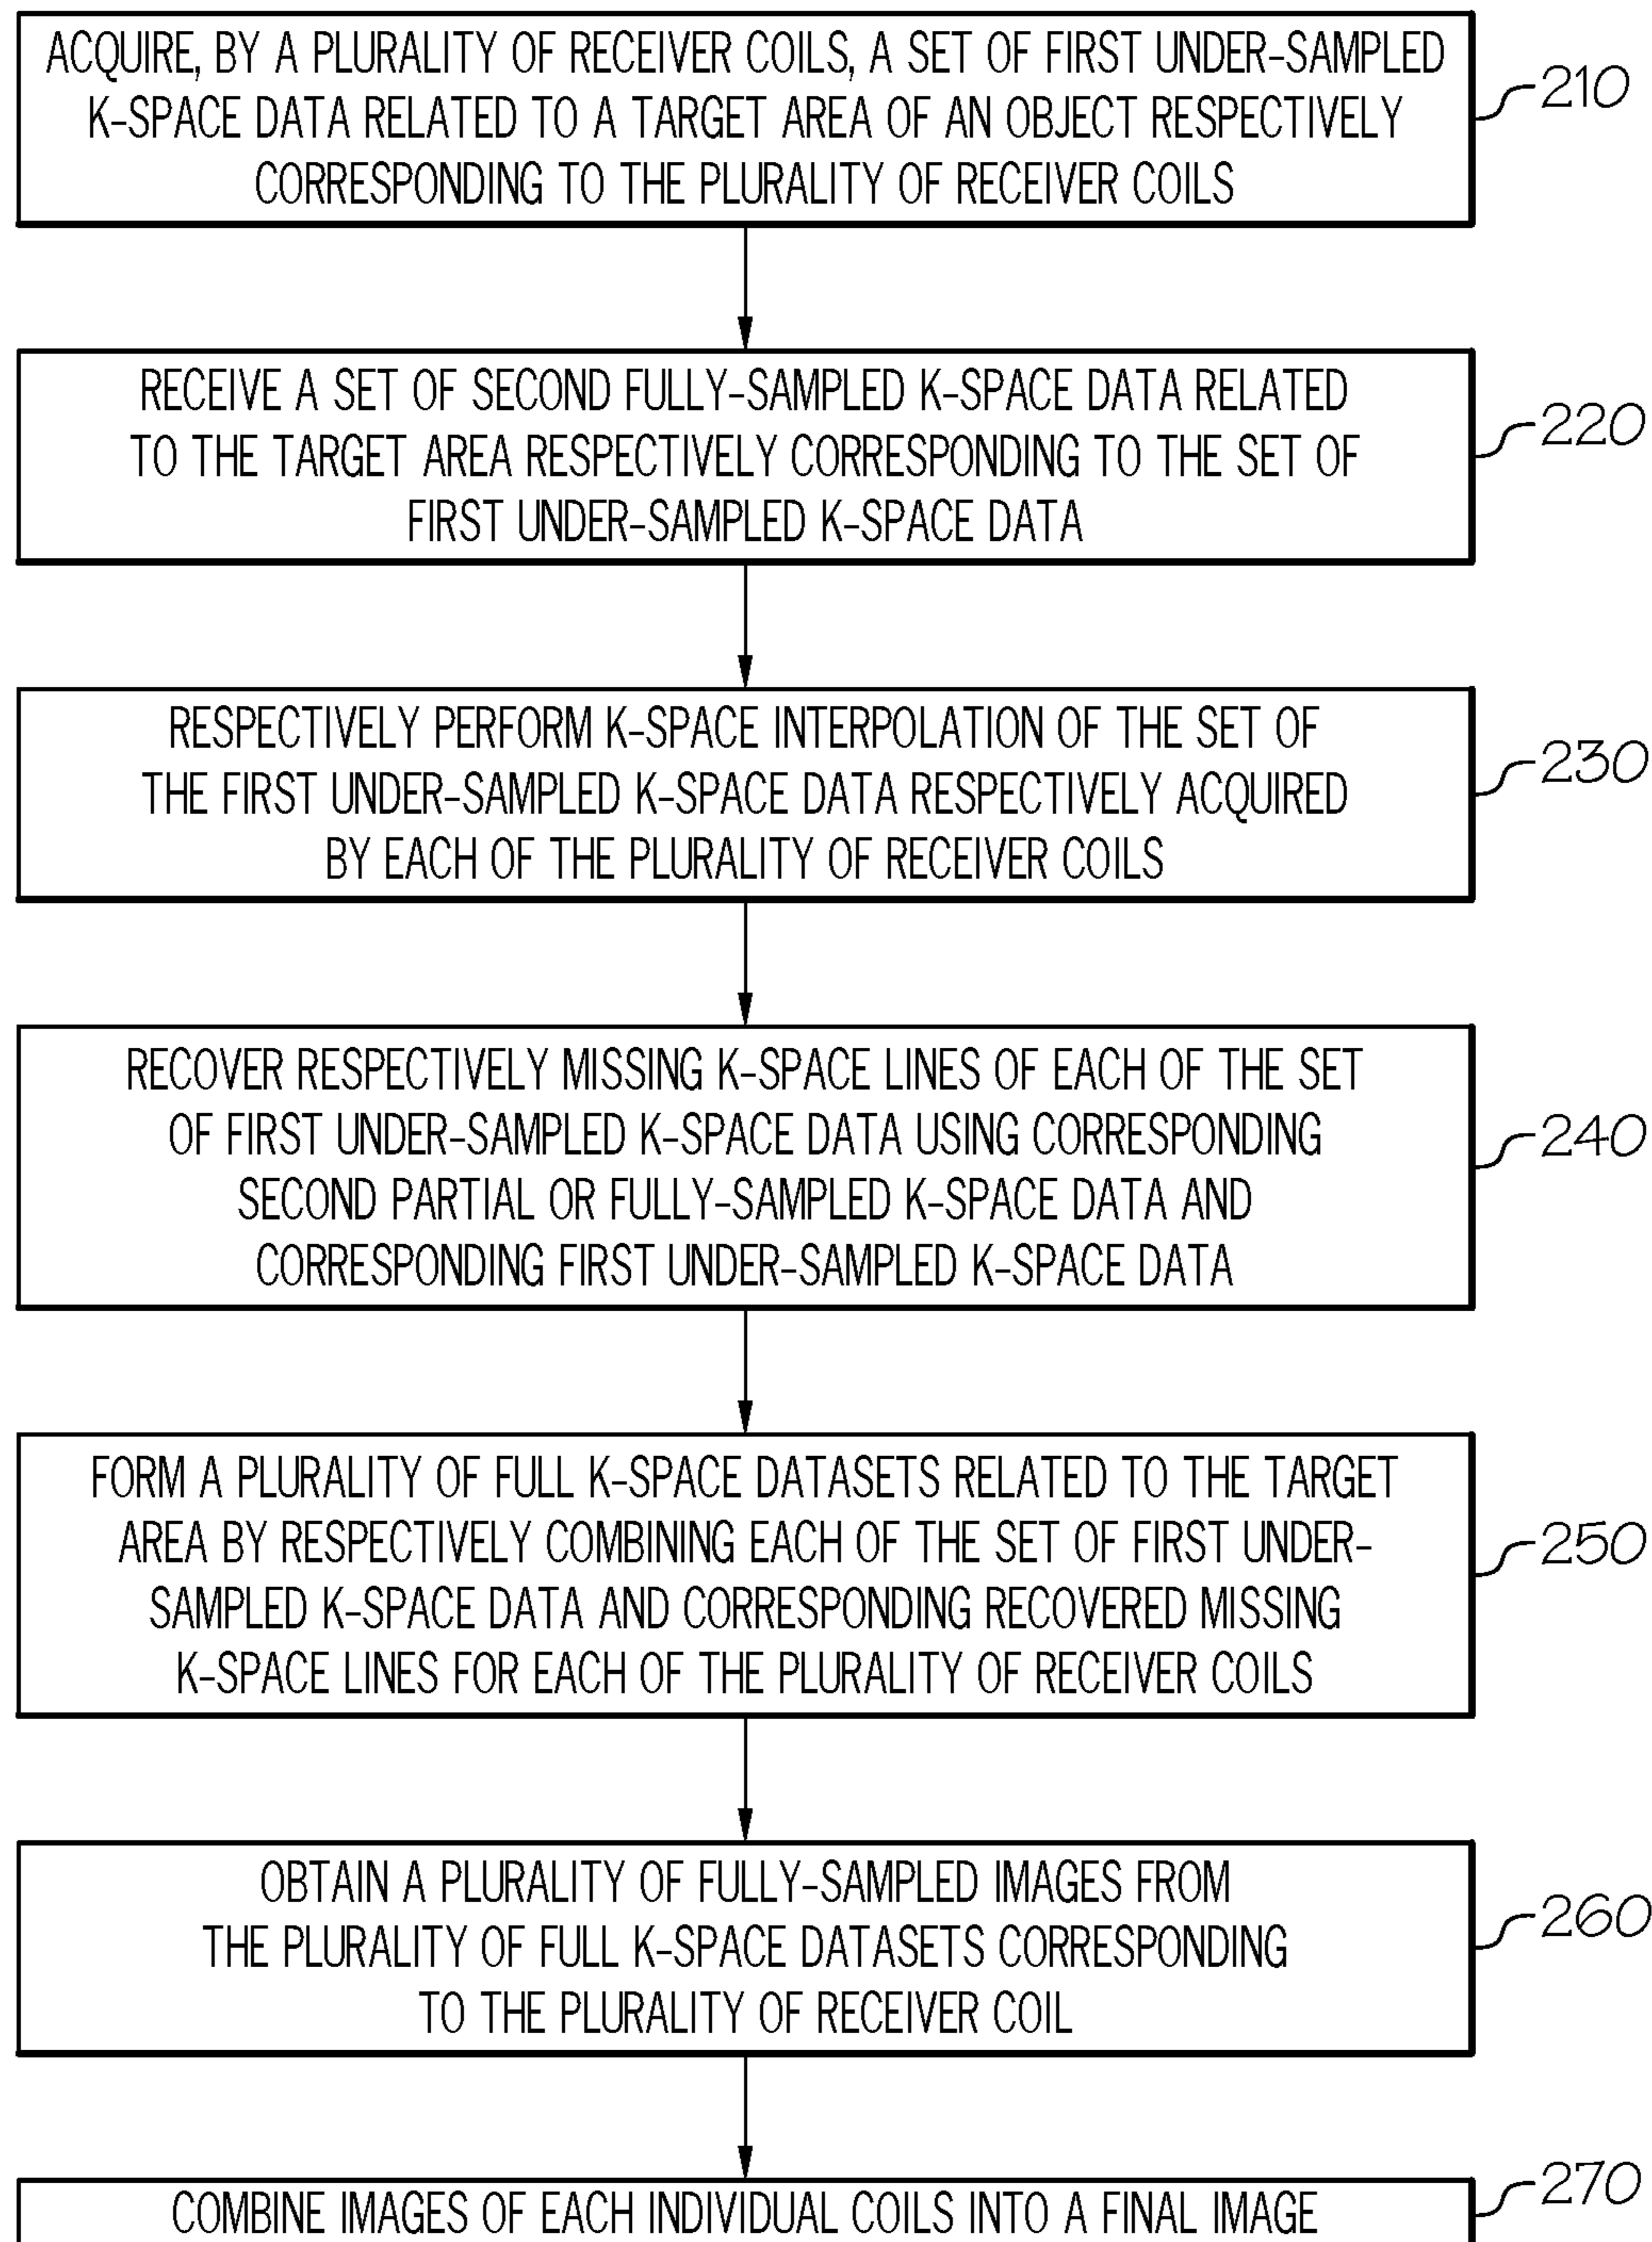 ACQUIRE, BY A PLURALITY OF RECEIVER COILS, A SET OF FIRST UNDER-SAMPLED
K-SPACE DATA RELATED TO A TARGET AREA OF AN OBJECT RESPECTIVELY
CORRESPONDING TO THE PLURALITY OF RECEIVER COILS
210
RECEIVE A SET OF SECOND FULLY-SAMPLED K-SPACE DATA RELATED
TO THE TARGET AREA RESPECTIVELY CORRESPONDING TO THE SET OF
FIRST UNDER-SAMPLED K-SPACE DATA
220
RESPECTIVELY PERFORM K-SPACE INTERPOLATION OF THE SET OF
THE FIRST UNDER-SAMPLED K-SPACE DATA RESPECTIVELY ACQUIRED
BY EACH OF THE PLURALITY OF RECEIVER COILS
230
RECOVER RESPECTIVELY MISSING K-SPACE LINES OF EACH OF THE SET
OF FIRST UNDER-SAMPLED K-SPACE DATA USING CORRESPONDING
SECOND PARTIAL OR FULLY-SAMPLED K-SPACE DATA AND
CORRESPONDING FIRST UNDER-SAMPLED K-SPACE DATA
240
FORM A PLURALITY OF FULL K-SPACE DATASETS RELATED TO THE TARGET
AREA BY RESPECTIVELY COMBINING EACH OF THE SET OF FIRST UNDER-
SAMPLED K-SPACE DATA AND CORRESPONDING RECOVERED MISSING
K-SPACE LINES FOR EACH OF THE PLURALITY OF RECEIVER COILS
250
OBTAIN A PLURALITY OF FULLY-SAMPLED IMAGES FROM
THE PLURALITY OF FULL K-SPACE DATASETS CORRESPONDING
TO THE PLURALITY OF RECEIVER COIL
260
COMBINE IMAGES OF EACH INDIVIDUAL COILS INTO A FINAL IMAGE
270